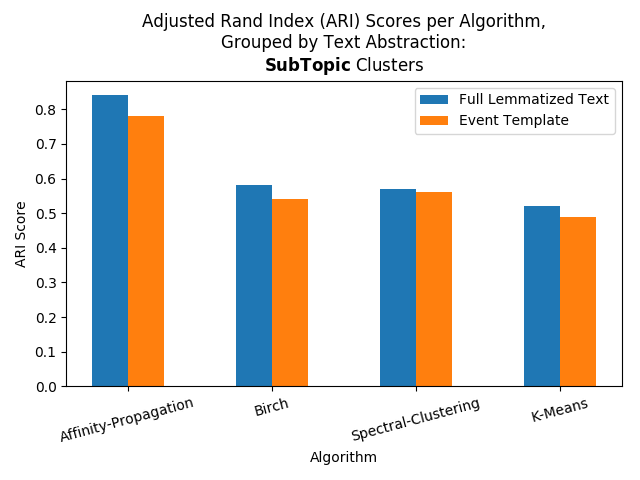 Adjusted Rand Index (ARI) Scores per Algorithm,
Grouped by Text Abstraction:
SubTopic Clusters
Full Lemmatized Text
Event Template
ARI Score
0.8
0.7
0.6
0.5
0.4
0.3
0.2
0.1
0.0
Affinity-Propagation
Birch
Spectral-Clustering
K-Means
Algorithm